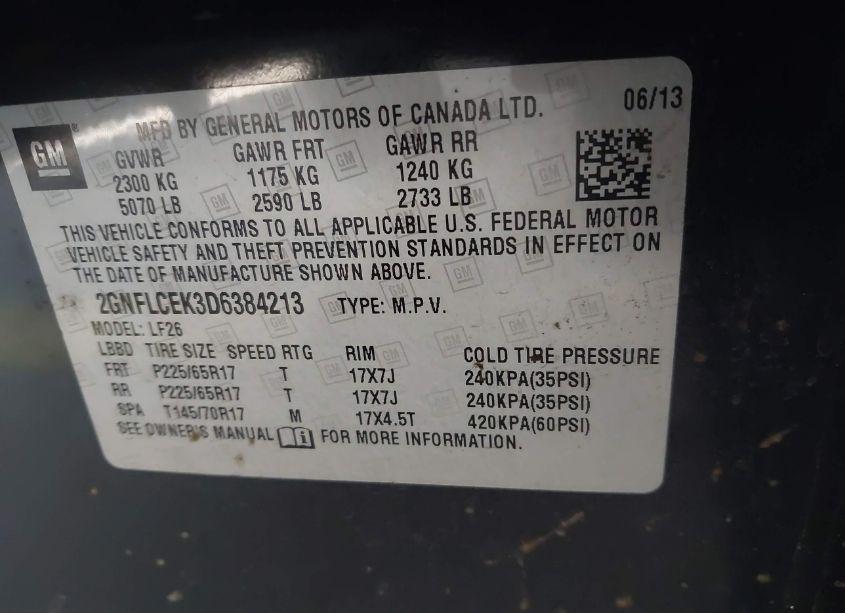 06/13
MFD BY GENERAL MOTORS OF CANADA LTD.
GM
GVWR GAWR FRT GAWR RR
2300 KG 1175 KG 1240 KG
5070 LB 2590 LB 2733 LB
THIS VEHICLE CONFORMS TO ALL APPLICABLE U.S. FEDERAL MOTOR
VEHICLE SAFETY AND THEFT PREVENTION STANDARDS IN EFFECT ON
THE DATE OF MANUFACTURE SHOWN ABOVE.
2GNFLCEK3D6384213 TYPE: M.P.V.
MODEL: LF26
LBBD TIRE SIZE SPEED RTG RIM COLD TIRE PRESSURE
FRT P225/65R17 T 17X7J 240KPA(35PSI)
RR P225/65R17 T 17X7J 240KPA(35PSI)
SPA T145/70R17 M 17X4.5T 420KPA(60PSI)
SEE OWNER'S MANUAL FOR MORE INFORMATION.